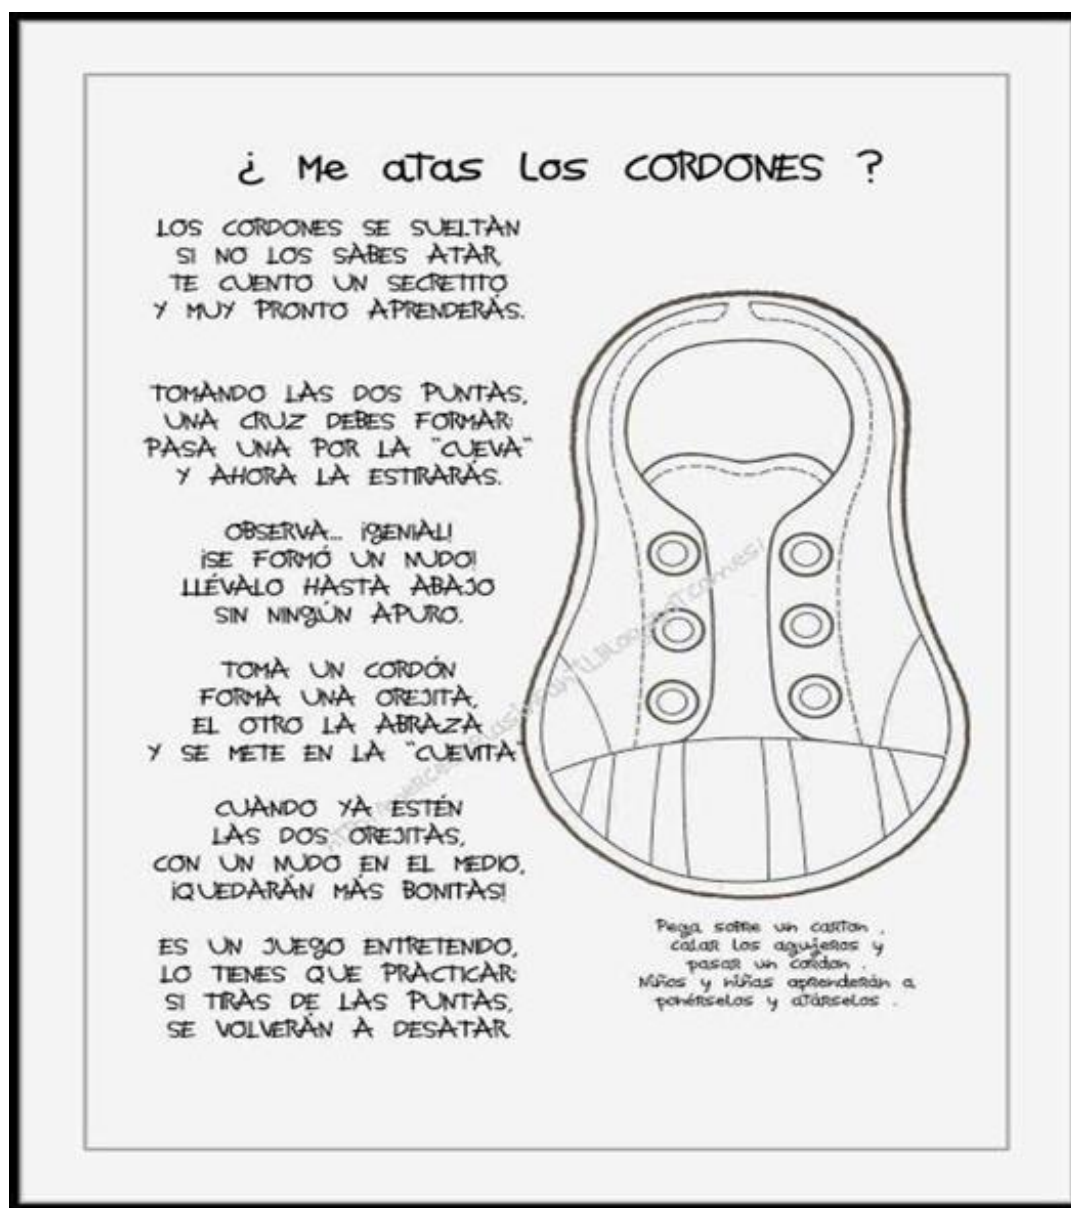 ¿ Me atas los CORDONES ?
LOS CORDONES SE SUELTAN
SI NO LOS SABES ATAR,
TE CUENTO UN SECRETITO
Y MUY PRONTO APRENDERÁS.
TOMANDO LAS DOS PUNTAS,
UNA CRUZ DEBES FORMAR:
PASA UNA POR LA "CUEVA"
Y AHORA LA ESTIRARÁS.
OBSERVA... ¡GENIAL!
¡SE FORMÓ UN NUDO!
LLÉVALO HASTA ABAJO
SIN NINGÚN APURO.
TOMA UN CORDÓN
FORMA UNA OREJITA,
EL OTRO LA ABRAZA
Y SE METE EN LA "CUEVITA"
CUANDO YA ESTÉN
LAS DOS OREJITAS,
CON UN NUDO EN EL MEDIO,
¡QUEDARÁN MÁS BONITAS!
ES UN JUEGO ENTRETENIDO,
LO TIENES QUE PRACTICAR:
SI TIRAS DE LAS PUNTAS,
SE VOLVERÁN A DESATAR
Pega sobre un carton ,
calar los agujeros y
pasar un cordon .
Niños y niñas aprenderán a
ponérselos y atárselos .